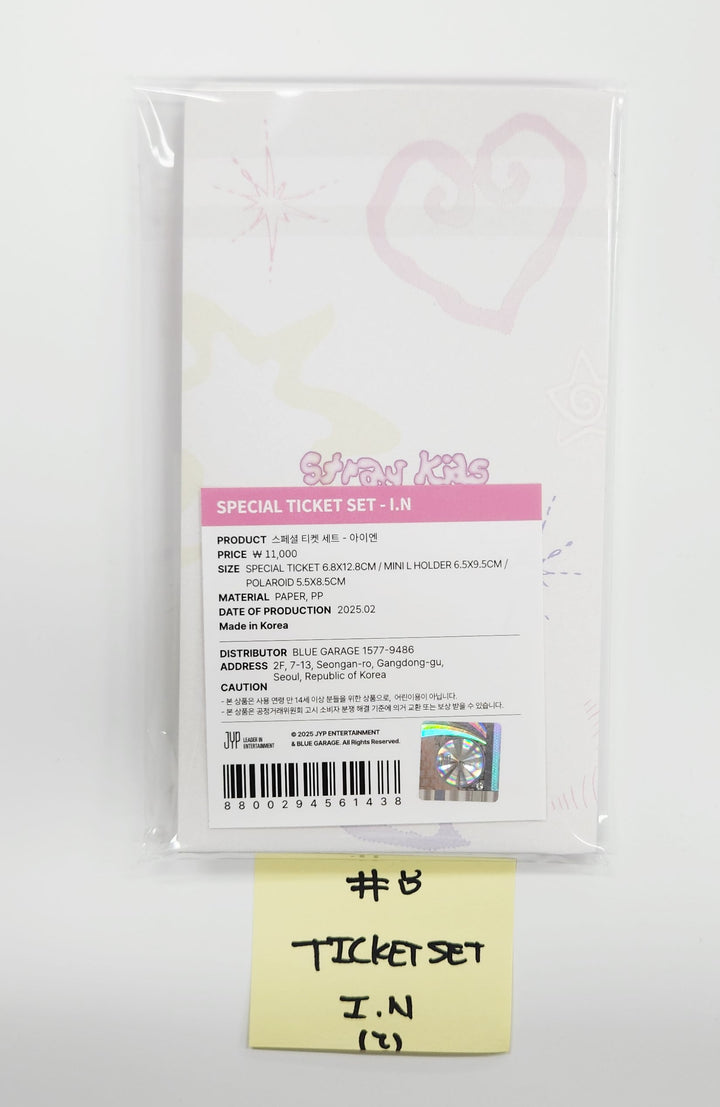 Stray Kids
SPECIAL TICKET SET - I.N
PRODUCT 스페셜 티켓 세트 - 아이엔
PRICE ₩ 11,000
SIZE SPECIAL TICKET 6.8X12.8CM / MINI L HOLDER 6.5X9.5CM /
POLAROID 5.5X8.5CM
MATERIAL PAPER, PP
DATE OF PRODUCTION 2025.02
Made in Korea
DISTRIBUTOR BLUE GARAGE 1577-9486
ADDRESS 2F, 7-13, Seongan-ro, Gangdong-gu,
Seoul, Republic of Korea
CAUTION
- 본 상품은 사용 연령 만 14세 이상 분들을 위한 상품으로, 어린이용이 아닙니다.
- 본 상품은 공정거래위원회 고시 소비자 분쟁 해결 기준에 의거 교환 또는 보상 받을 수 있습니다.
JYP LEADER IN
ENTERTAINMENT
© 2025 JYP ENTERTAINMENT
& BLUE GARAGE. All Rights Reserved.
8800294561438
#B
TICKET SET
I.N